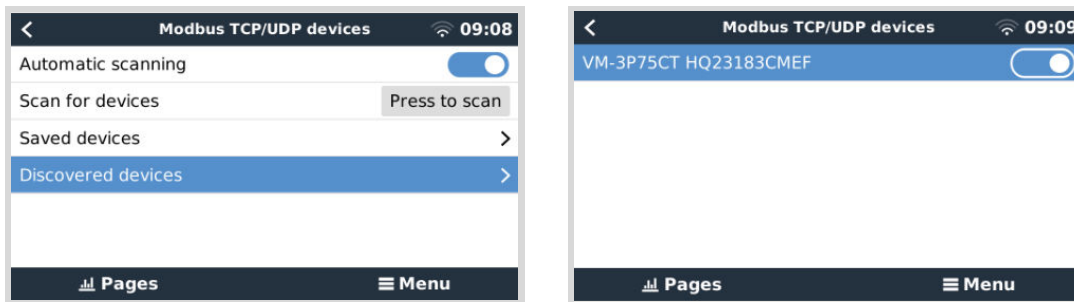 Modbus TCP/UDP devices 09:08
Automatic scanning
Scan for devices Press to scan
Saved devices
Discovered devices
Pages Menu
Modbus TCP/UDP devices 09:09
VM-3P75CT HQ23183CMEF
Pages Menu